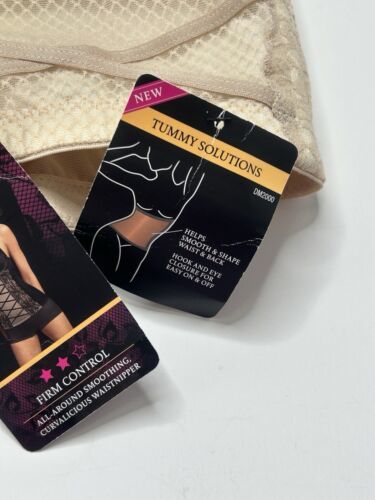 NEW
TUMMY SOLUTIONS
DM2000
HELPS
SMOOTH & SHAPE
WAIST & BACK
HOOK AND EYE
CLOSURE FOR
EASY ON & OFF
FIRM CONTROL
ALL-AROUND SMOOTHING,
CURVALICIOUS WAISTNIPPER